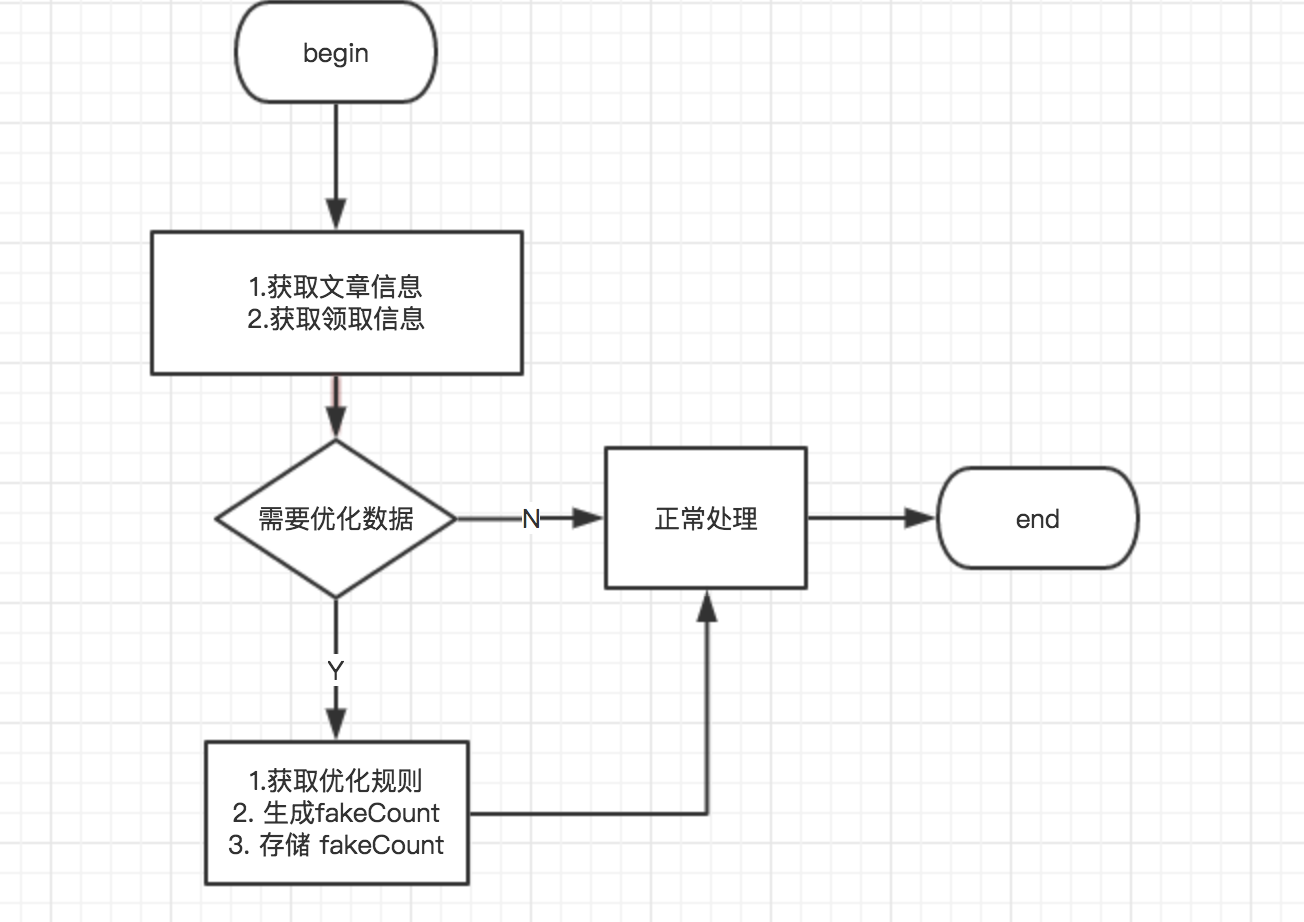 begin
1.获取文章信息
2.获取领取信息
需要优化数据
N
正常处理
end
Y
1.获取优化规则
2. 生成fakeCount
3. 存储 fakeCount